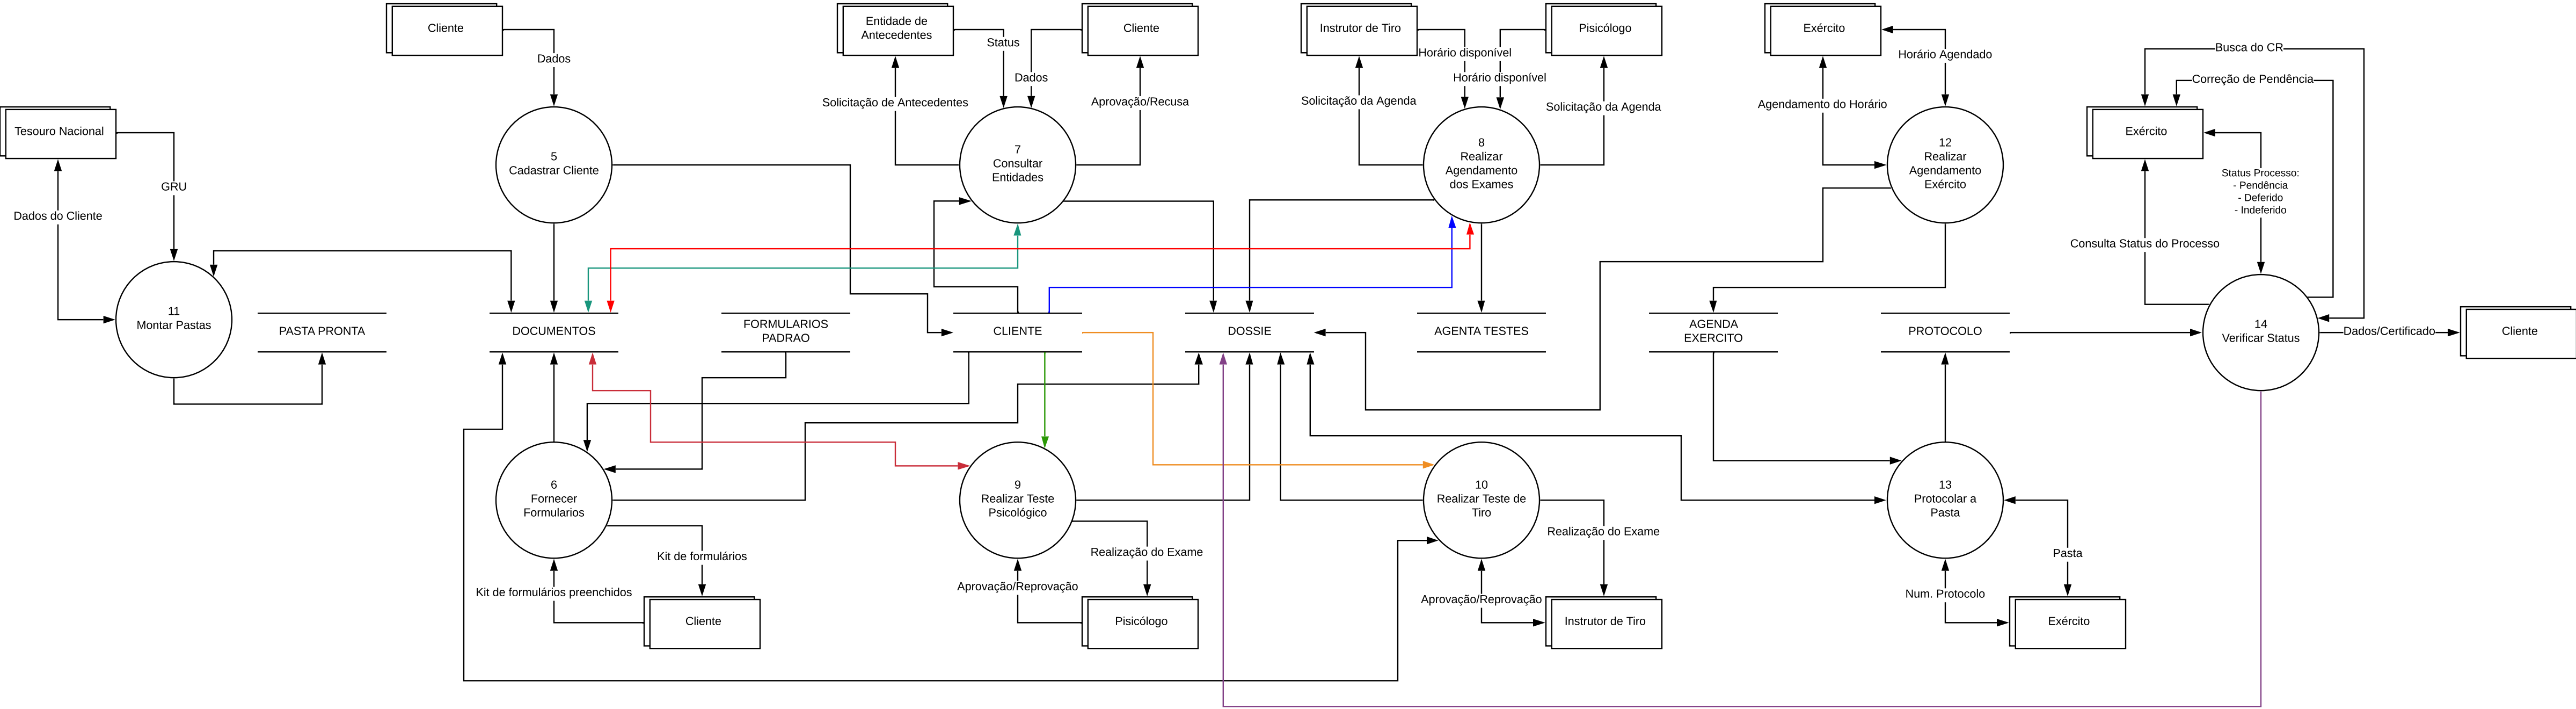 Cliente
Entidade de
Antecedentes
Cliente
Instrutor de Tiro
Pisicólogo
Exército
Dados
Status
Dados
Horário disponível
Horário disponível
Horário Agendado
Busca do CR
Correção de Pendência
Solicitação de Antecedentes
Aprovação/Recusa
Solicitação da Agenda
Solicitação da Agenda
Agendamento do Horário
Tesouro Nacional
Exército
GRU
Dados do Cliente
5
Cadastrar Cliente
7
Consultar
Entidades
8
Realizar
Agendamento
dos Exames
12
Realizar
Agendamento
Exército
Status Processo:
- Pendência
- Deferido
- Indeferido
Consulta Status do Processo
11
Montar Pastas
PASTA PRONTA
DOCUMENTOS
FORMULARIOS
PADRAO
CLIENTE
DOSSIE
AGENTA TESTES
AGENDA
EXERCITO
PROTOCOLO
14
Verificar Status
Dados/Certificado
Cliente
6
Fornecer
Formularios
9
Realizar Teste
Psicológico
10
Realizar Teste de
Tiro
13
Protocolar a
Pasta
Kit de formulários
Realização do Exame
Realização do Exame
Pasta
Kit de formulários preenchidos
Aprovação/Reprovação
Aprovação/Reprovação
Num. Protocolo
Cliente
Pisicólogo
Instrutor de Tiro
Exército